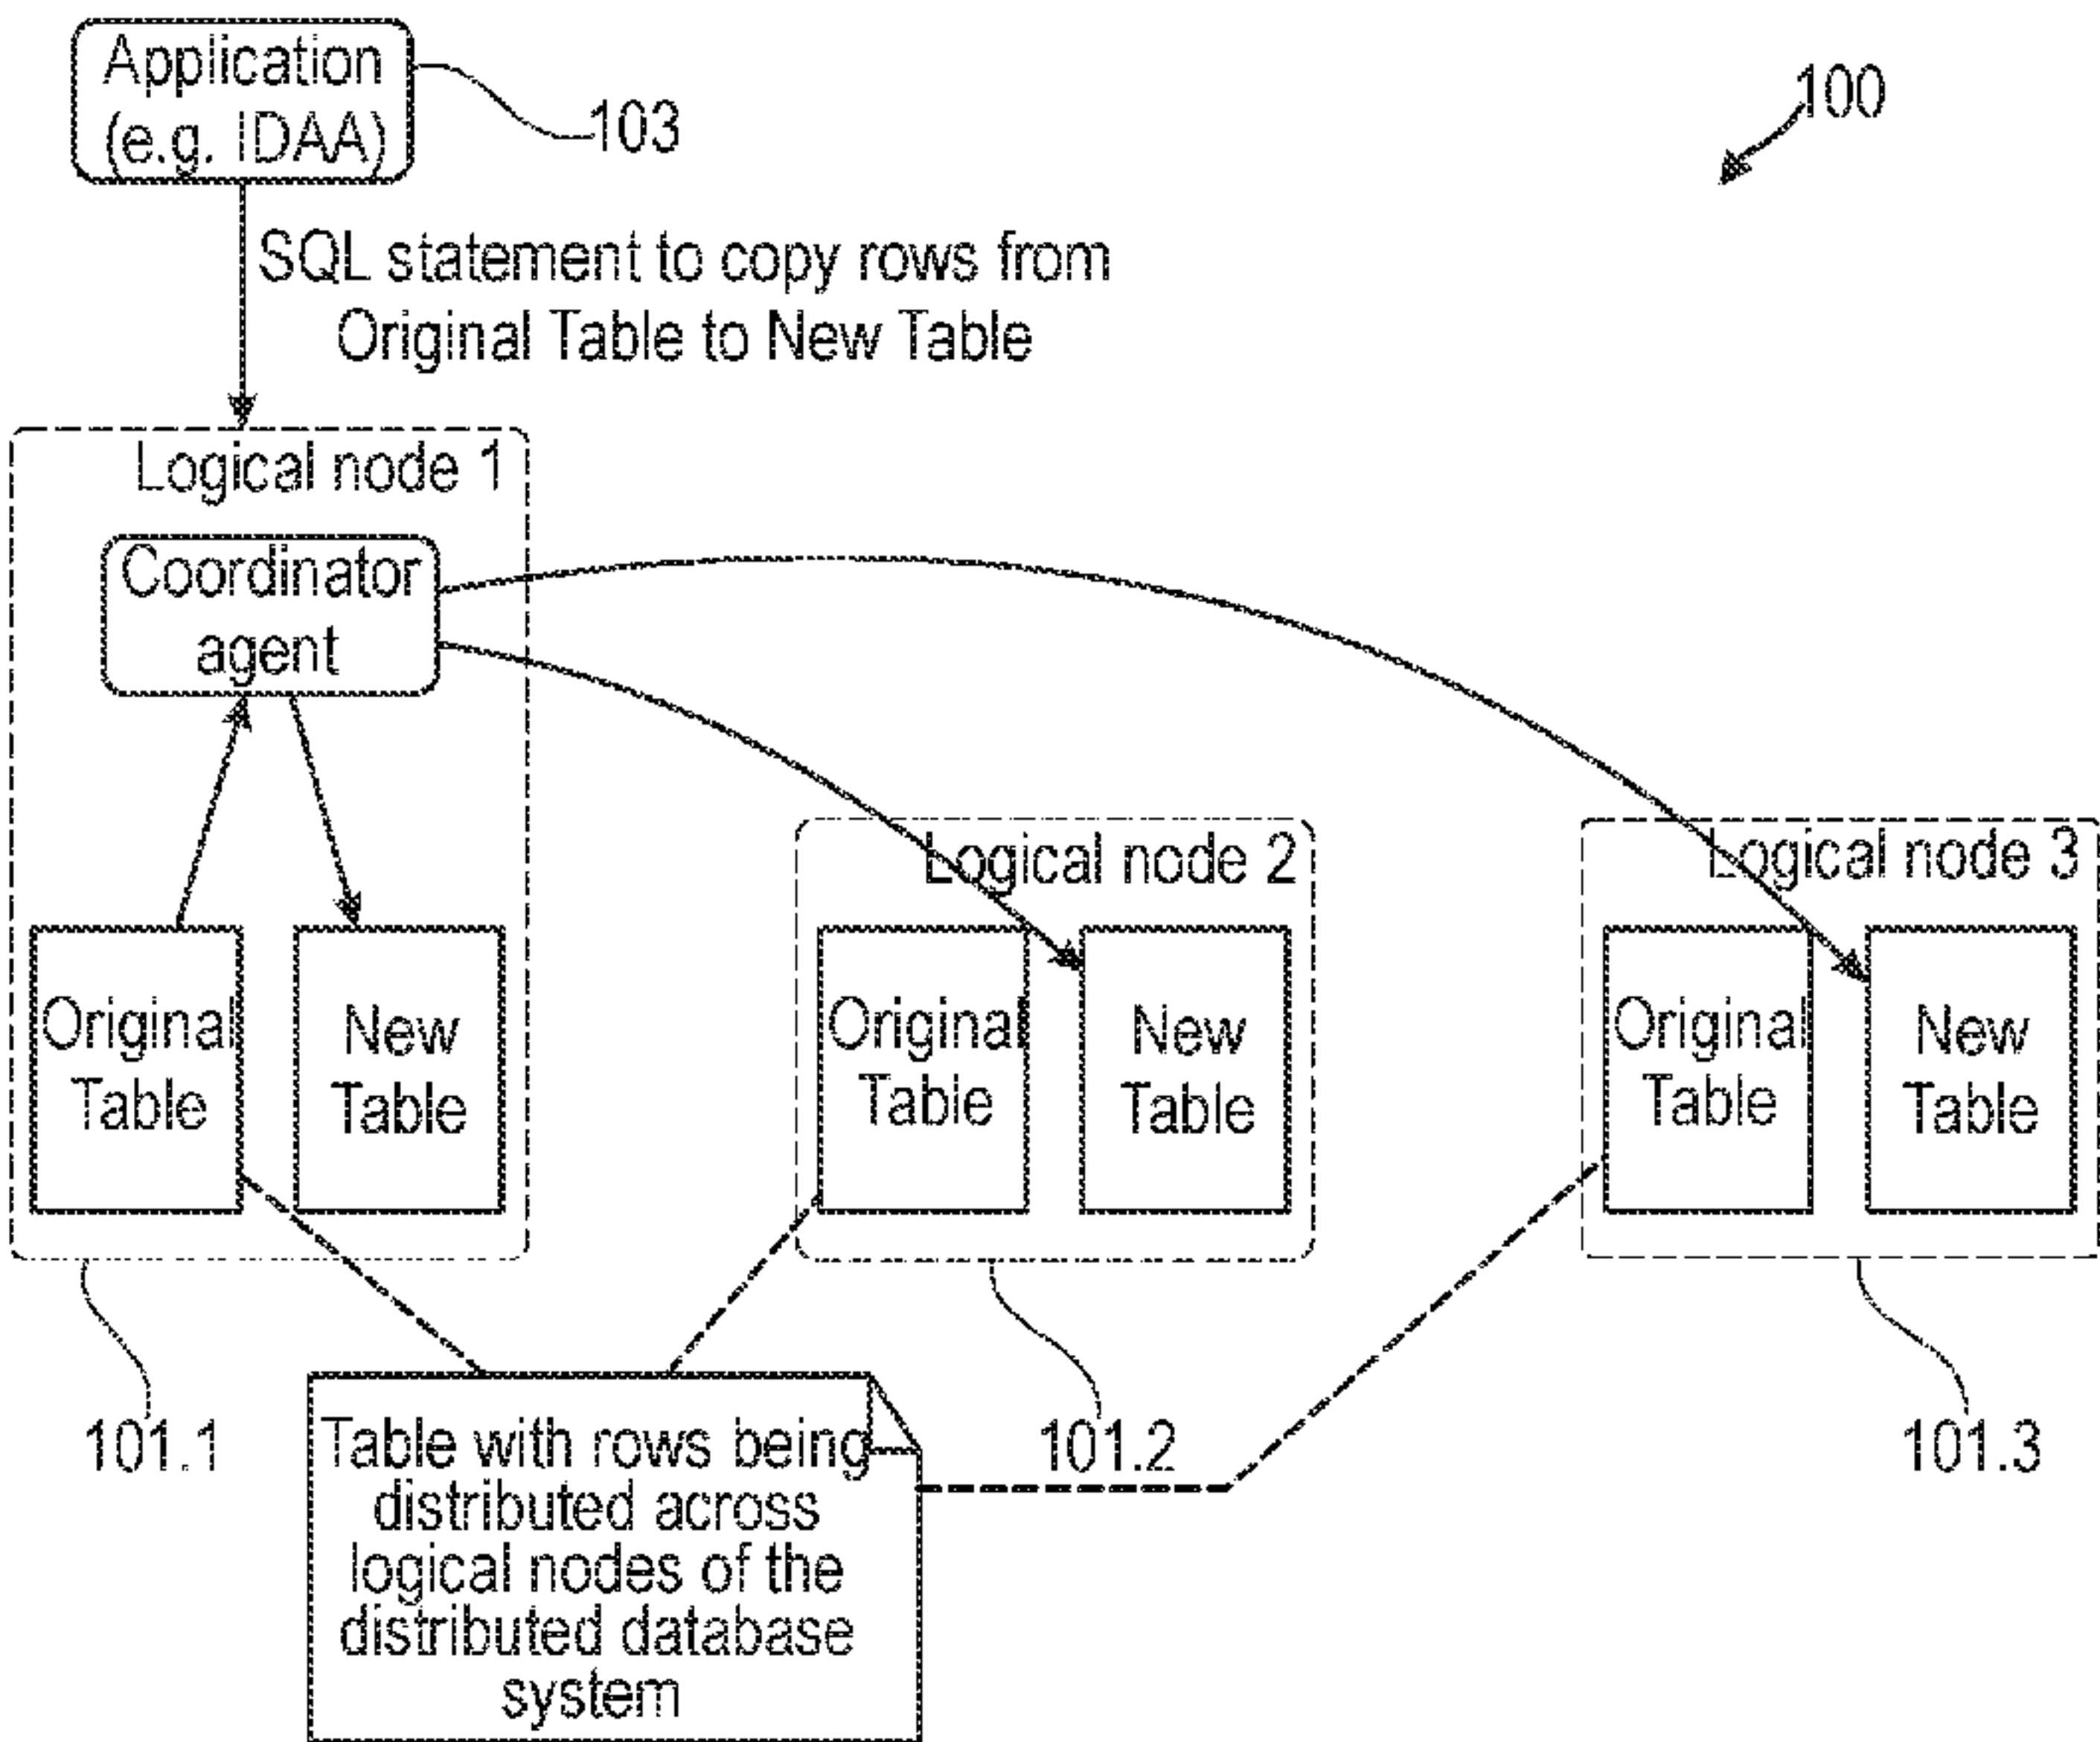 Application
(e.g. IDAA)
103
100
SQL statement to copy rows from
Original Table to New Table
Logical node 1
Coordinator
agent
Original
Table
New
Table
Logical node 2
Original
Table
New
Table
Logical node 3
Original
Table
New
Table
101.1
101.2
101.3
Table with rows being
distributed across
logical nodes of the
distributed database
system